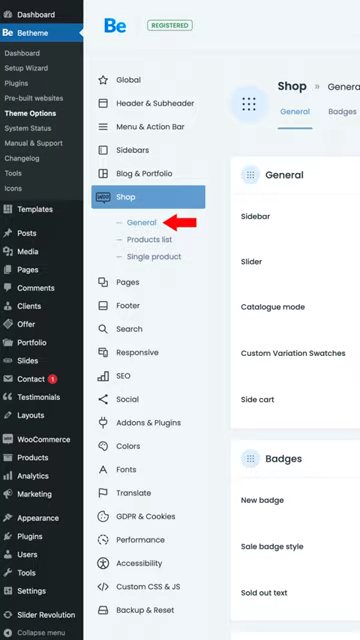 Dashboard
Be Betheme
Dashboard
Setup Wizard
Plugins
Pre-built websites
Theme Options
System Status
Manual & Support
Changelog
Tools
Icons
Templates
Posts
Media
Pages
Comments
Clients
Offer
Portfolio
Slides
Contact 1
Testimonials
Layouts
WooCommerce
Products
Analytics
Marketing
Appearance
Plugins
Users
Tools
Settings
Slider Revolution
Collapse menu
Be REGISTERED
Global
Header & Subheader
Menu & Action Bar
Sidebars
Blog & Portfolio
WOO Shop
General
Products list
Single product
Pages
Footer
Search
Responsive
SEO
Social
Addons & Plugins
Colors
Fonts
Translate
GDPR & Cookies
Performance
Accessibility
Custom CSS & JS
Backup & Reset
Shop » General
General Badges
General
Sidebar
Slider
Catalogue mode
Custom Variation Swatches
Side cart
Badges
New badge
Sale badge style
Sold out text